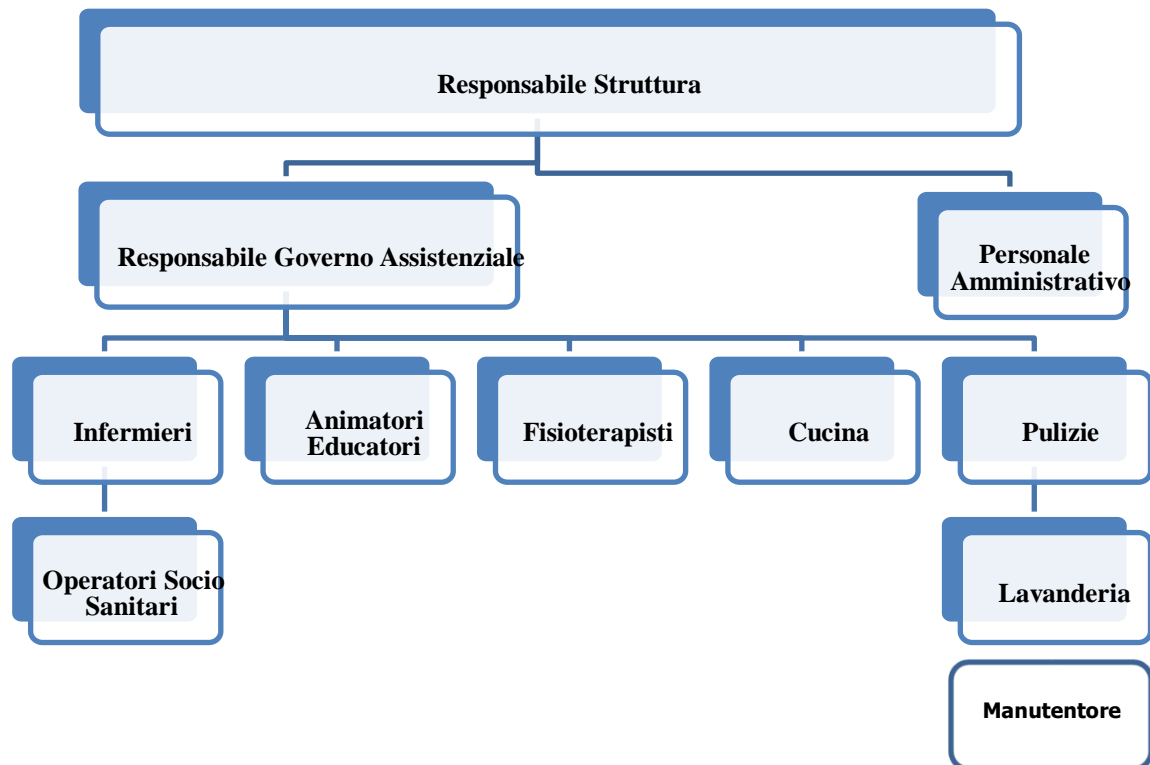 Responsabile Struttura
Responsabile Governo Assistenziale
Personale
Amministrativo
Infermieri
Animatori
Educatori
Fisioterapisti
Cucina
Pulizie
Operatori Socio
Sanitari
Lavanderia
Manutentore